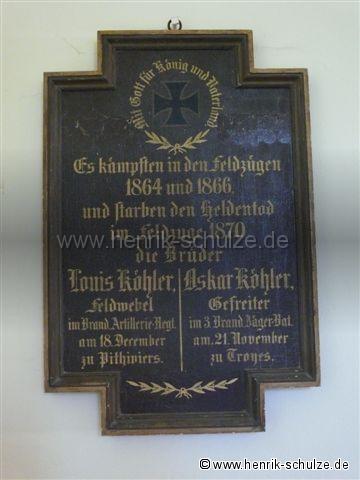 Mit Gott für König und Vaterland
Es kämpften in den Feldzügen
1864 und 1866,
und starben den Heldentod
im Feldzuge 1870
www.henrik-schulze.de
die Brüder
Louis Köhler,
Feldwebel
im Brand. Artillerie-Regt.
am 18. December
zu Pithiviers.
Oskar Köhler,
Gefreiter
im 3. Brand. Jäger-Bat.
am 21. November
zu Troyes.
©www.henrik-schulze.de